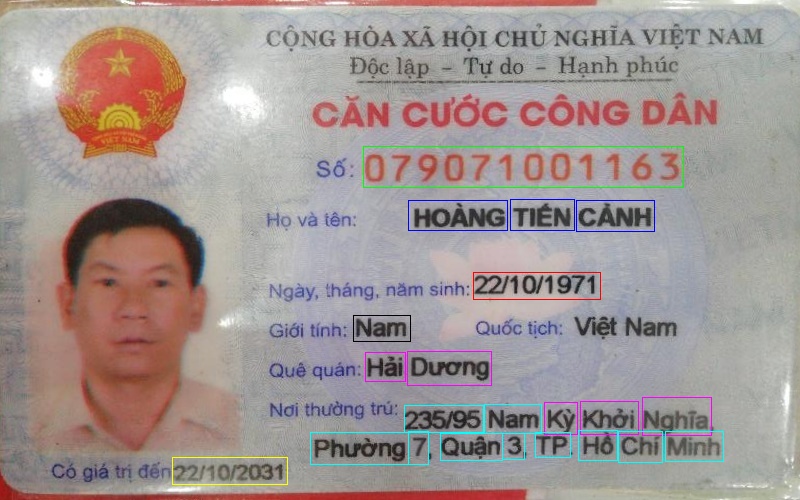 CỘNG HÒA XÃ HỘI CHỦ NGHĨA VIỆT NAM
Độc lập – Tự do – Hạnh phúc
CĂN CƯỚC CÔNG DÂN
Số: 079071001163
Họ và tên: HOÀNG TIẾN CẢNH
Ngày, tháng, năm sinh: 22/10/1971
Giới tính: Nam Quốc tịch: Việt Nam
Quê quán: Hải Dương
Nơi thường trú: 235/95 Nam Kỳ Khởi Nghĩa,
Phường 7, Quận 3, TP. Hồ Chí Minh
Có giá trị đến 22/10/2031